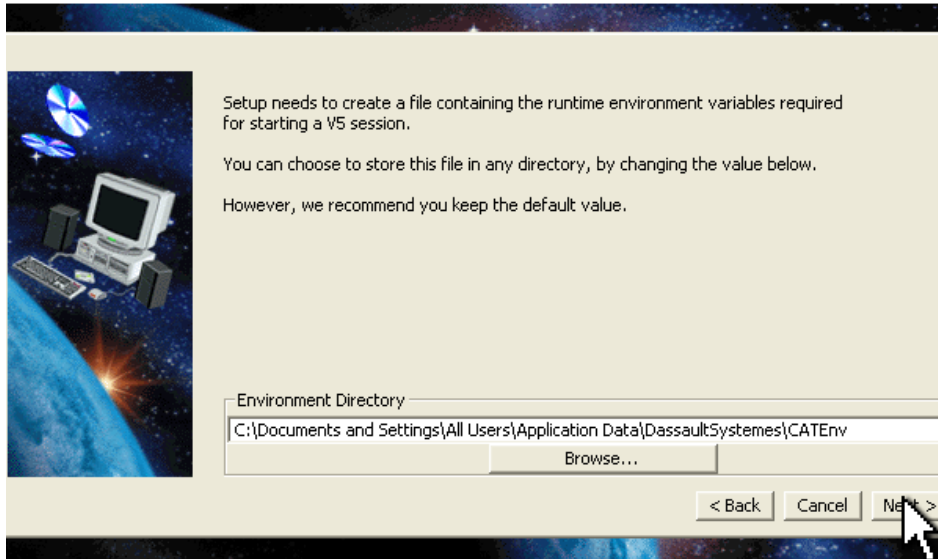 Setup needs to create a file containing the runtime environment variables required
for starting a V5 session.
You can choose to store this file in any directory, by changing the value below.
However, we recommend you keep the default value.
Environment Directory
C:\Documents and Settings\All Users\Application Data\DassaultSystemes\CATEnv
Browse...
< Back Cancel Next >